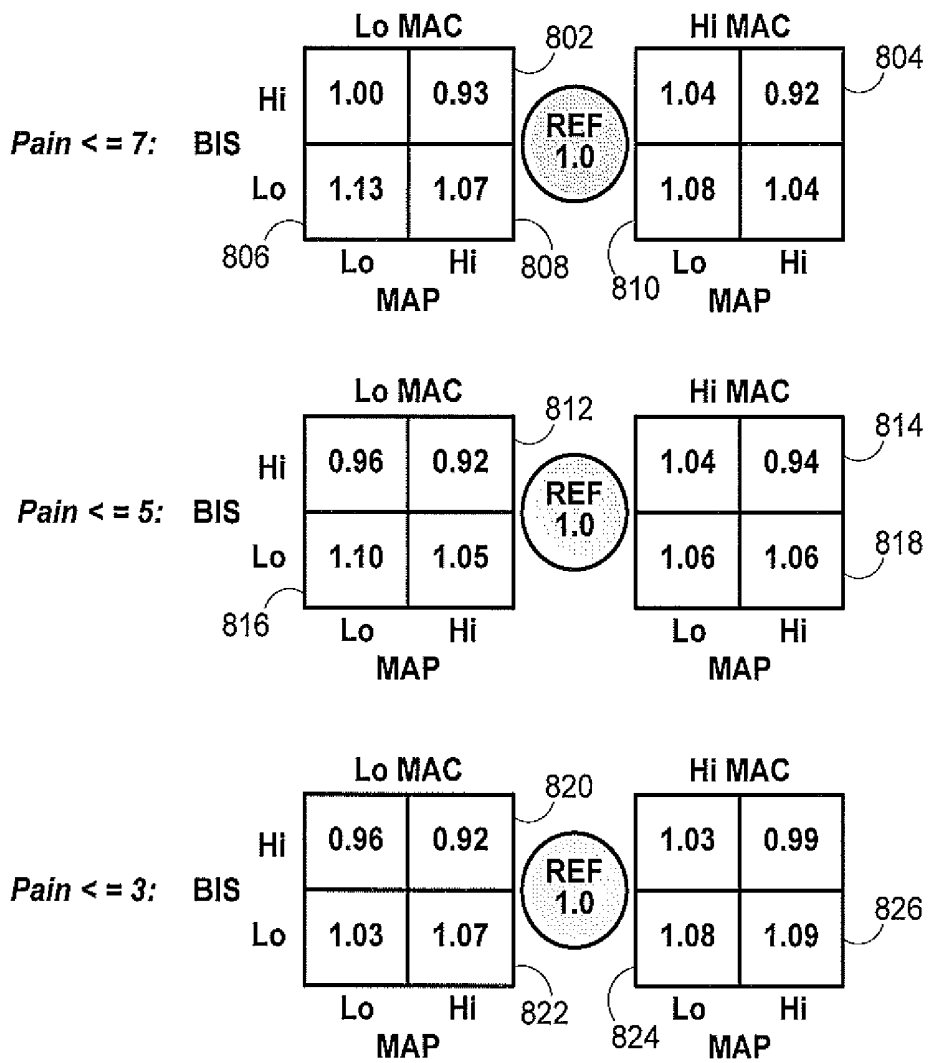 Lo MAC Hi MAC
802 804
Hi 1.00 0.93 REF 1.04 0.92
Pain < = 7: BIS 1.0
Lo 1.13 1.07 1.08 1.04
806 Lo Hi 808 810 Lo Hi
MAP MAP
Lo MAC Hi MAC
812 814
Hi 0.96 0.92 REF 1.04 0.94
Pain < = 5: BIS 1.0
Lo 1.10 1.05 1.06 1.06 818
816 Lo Hi Lo Hi
MAP MAP
Lo MAC Hi MAC
820
Hi 0.96 0.92 REF 1.03 0.99
Pain < = 3: BIS 1.0 826
Lo 1.03 1.07 1.08 1.09
Lo Hi 822 824 Lo Hi
MAP MAP